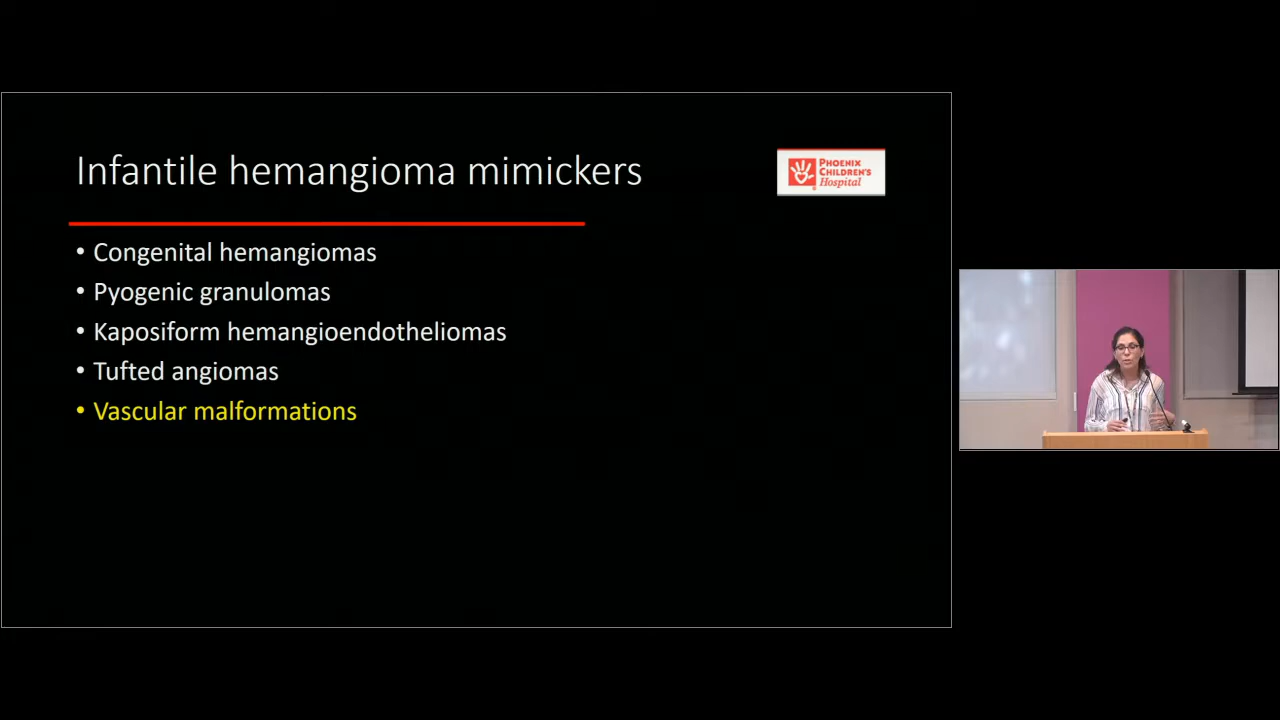 Infantile hemangioma mimickers
PHOENIX
CHILDREN'S
Hospital
• Congenital hemangiomas
• Pyogenic granulomas
• Kaposiform hemangioendotheliomas
• Tufted angiomas
• Vascular malformations